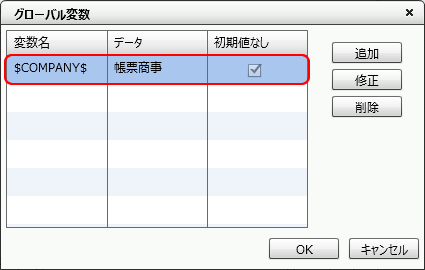 グローバル変数
変数名 データ 初期値なし
$COMPANY$ 帳票商事
追加
修正
削除
OK キャンセル